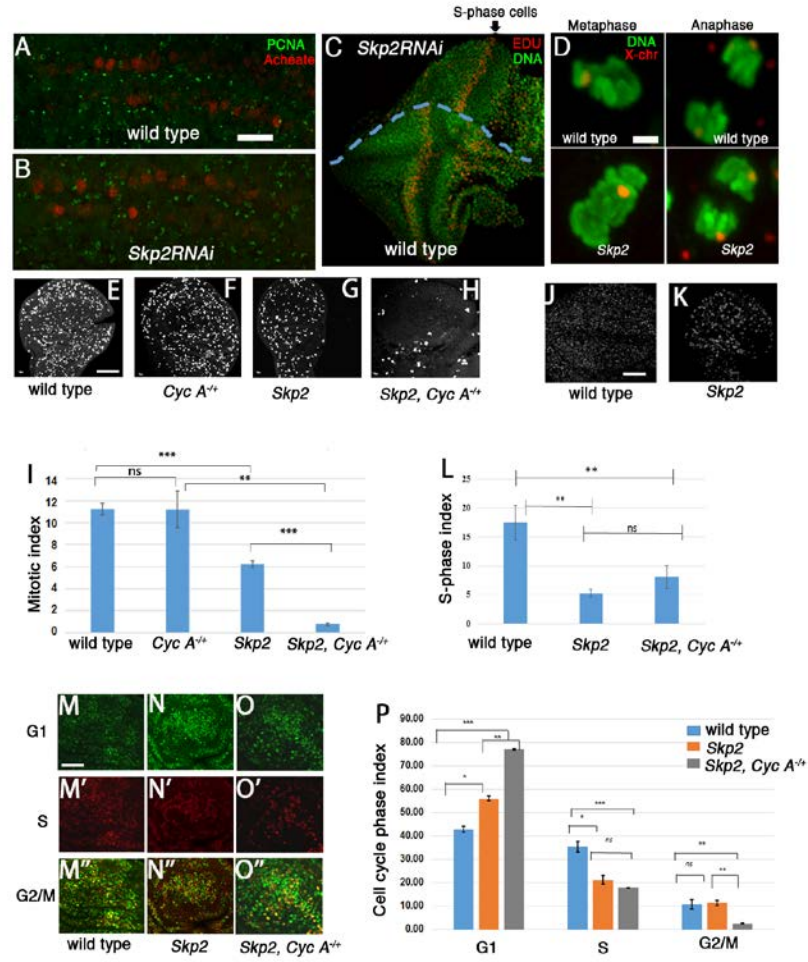 S-phase cells
A
PCNA
Acheate
wild type
B
Skp2RNAi
C
Skp2RNAi
EDU
DNA
wild type
Metaphase
Anaphase
D
DNA
X-chr
wild type
wild type
Skp2
Skp2
E
F
G
H
J
K
wild type
Cyc A-/+
Skp2
Skp2, Cyc A-/+
wild type
Skp2
I
***
ns
**
***
14
12
10
8
6
4
2
0
Mitotic index
wild type
Cyc A-/+
Skp2
Skp2, Cyc A-/+
L
**
**
ns
25
20
15
10
5
0
S-phase index
wild type
Skp2
Skp2, Cyc A-/+
M
N
O
G1
M'
N'
O'
S
M"
N"
O"
G2/M
wild type
Skp2
Skp2, Cyc A-/+
P
90.00
80.00
70.00
60.00
50.00
40.00
30.00
20.00
10.00
0.00
Cell cycle phase index
wild type
Skp2
Skp2, Cyc A-/+
***
**
*
***
*
ns
**
ns
**
G1
S
G2/M